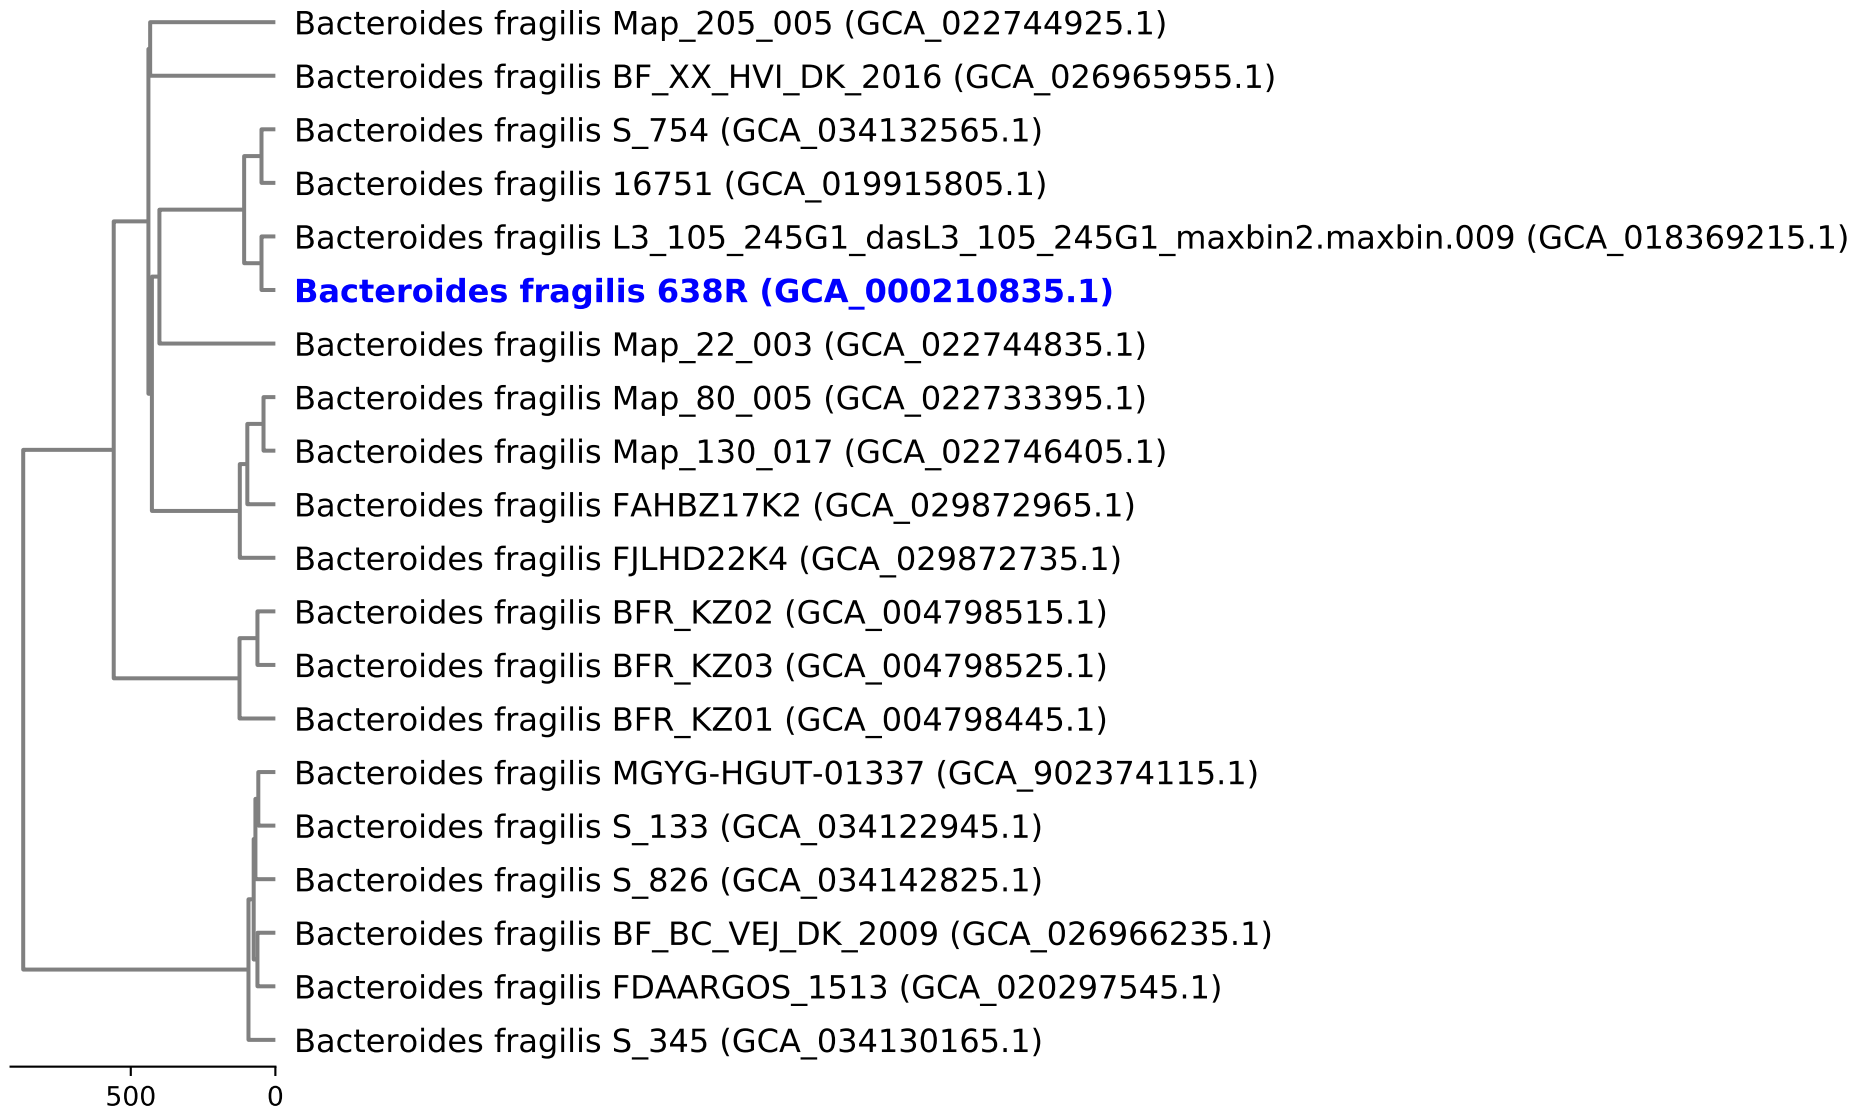 Bacteroides fragilis Map_205_005 (GCA_022744925.1)
Bacteroides fragilis BF_XX_HVI_DK_2016 (GCA_026965955.1)
Bacteroides fragilis S_754 (GCA_034132565.1)
Bacteroides fragilis 16751 (GCA_019915805.1)
Bacteroides fragilis L3_105_245G1_dasL3_105_245G1_maxbin2.maxbin.009 (GCA_018369215.1)
Bacteroides fragilis 638R (GCA_000210835.1)
Bacteroides fragilis Map_22_003 (GCA_022744835.1)
Bacteroides fragilis Map_80_005 (GCA_022733395.1)
Bacteroides fragilis Map_130_017 (GCA_022746405.1)
Bacteroides fragilis FAHBZ17K2 (GCA_029872965.1)
Bacteroides fragilis FJLHD22K4 (GCA_029872735.1)
Bacteroides fragilis BFR_KZ02 (GCA_004798515.1)
Bacteroides fragilis BFR_KZ03 (GCA_004798525.1)
Bacteroides fragilis BFR_KZ01 (GCA_004798445.1)
Bacteroides fragilis MGYG-HGUT-01337 (GCA_902374115.1)
Bacteroides fragilis S_133 (GCA_034122945.1)
Bacteroides fragilis S_826 (GCA_034142825.1)
Bacteroides fragilis BF_BC_VEJ_DK_2009 (GCA_026966235.1)
Bacteroides fragilis FDAARGOS_1513 (GCA_020297545.1)
Bacteroides fragilis S_345 (GCA_034130165.1)
500 0